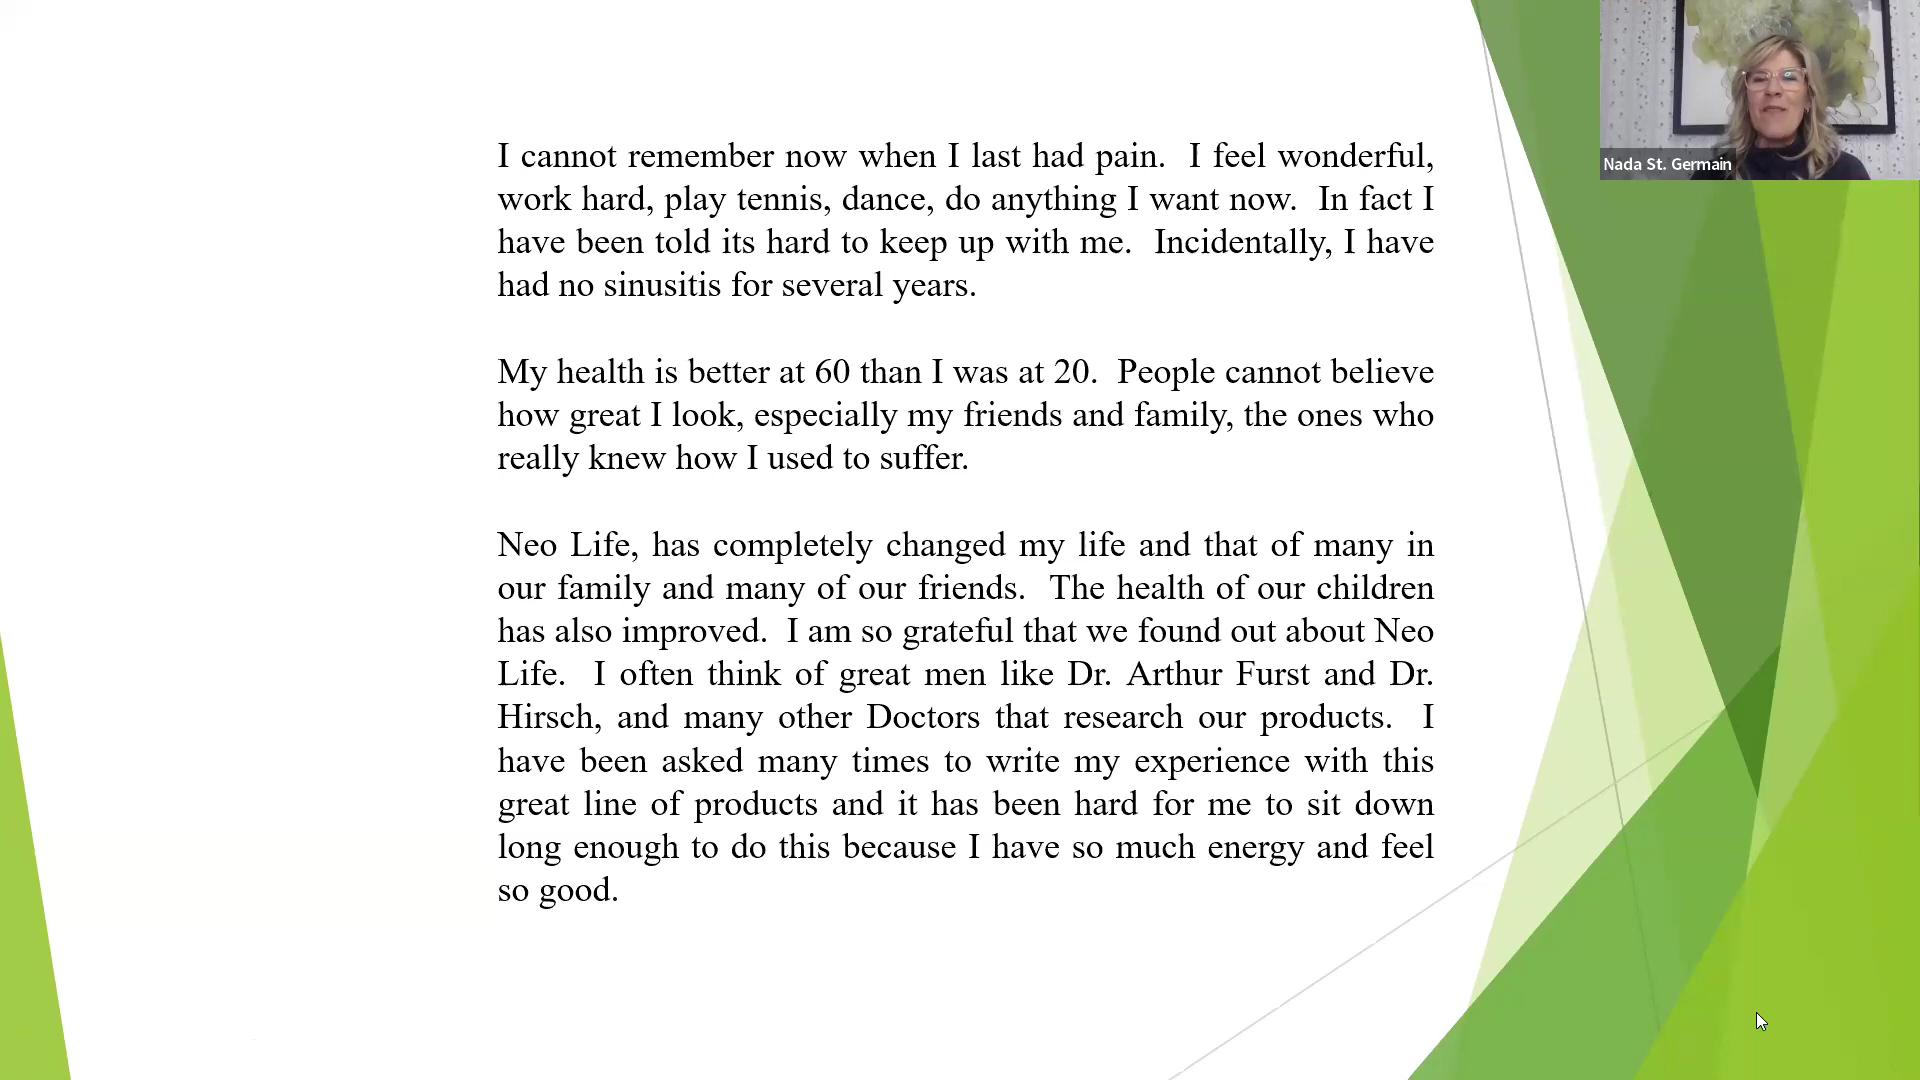 I cannot remember now when I last had pain. I feel wonderful,
work hard, play tennis, dance, do anything I want now. In fact I
have been told its hard to keep up with me. Incidentally, I have
had no sinusitis for several years.
My health is better at 60 than I was at 20. People cannot believe
how great I look, especially my friends and family, the ones who
really knew how I used to suffer.
Neo Life, has completely changed my life and that of many in
our family and many of our friends. The health of our children
has also improved. I am so grateful that we found out about Neo
Life. I often think of great men like Dr. Arthur Furst and Dr.
Hirsch, and many other Doctors that research our products. I
have been asked many times to write my experience with this
great line of products and it has been hard for me to sit down
long enough to do this because I have so much energy and feel
so good.
Nada St. Germain